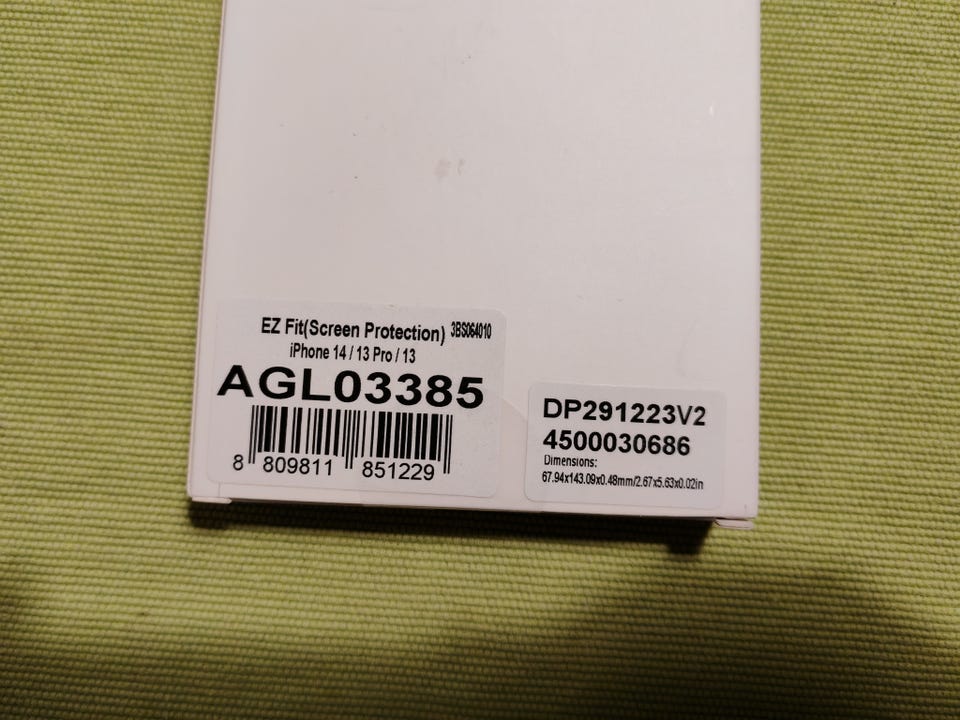 EZ Fit(Screen Protection) 3BS064010
iPhone 14 / 13 Pro / 13
AGL03385
8 809811 851229
DP291223V2
4500030686
Dimensions:
67.94x143.09x0.48mm/2.67x5.63x0.02in